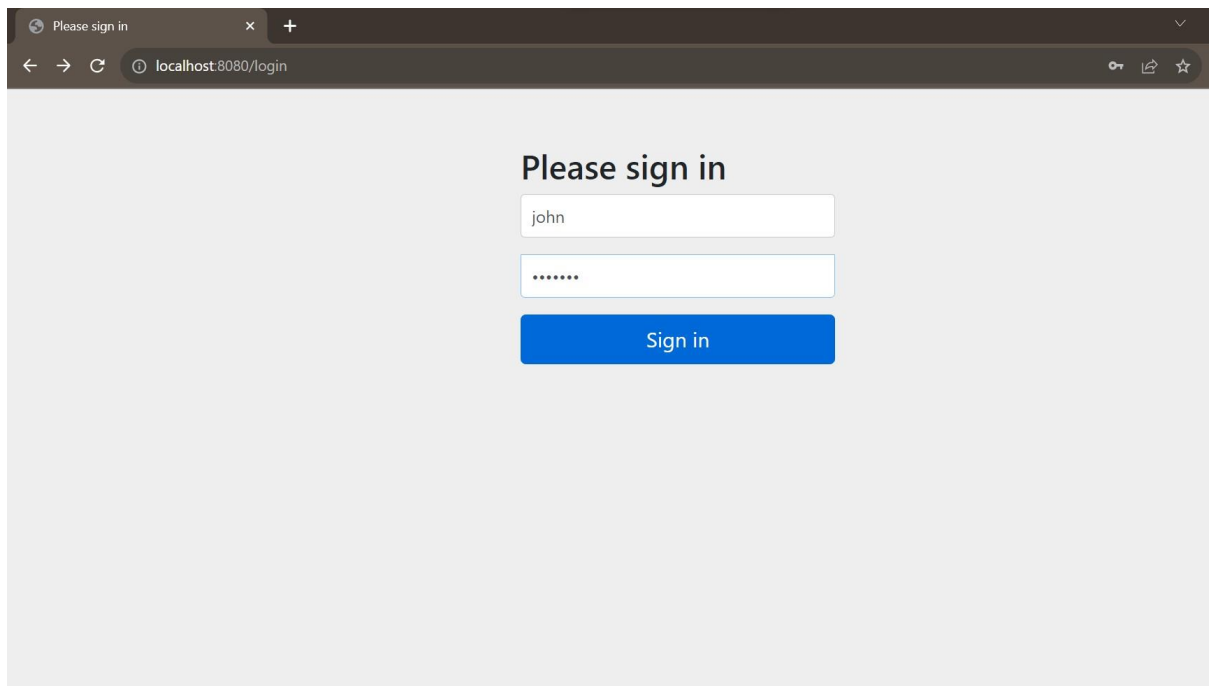 Please sign in
localhost:8080/login
Please sign in
john
•••••••
Sign in